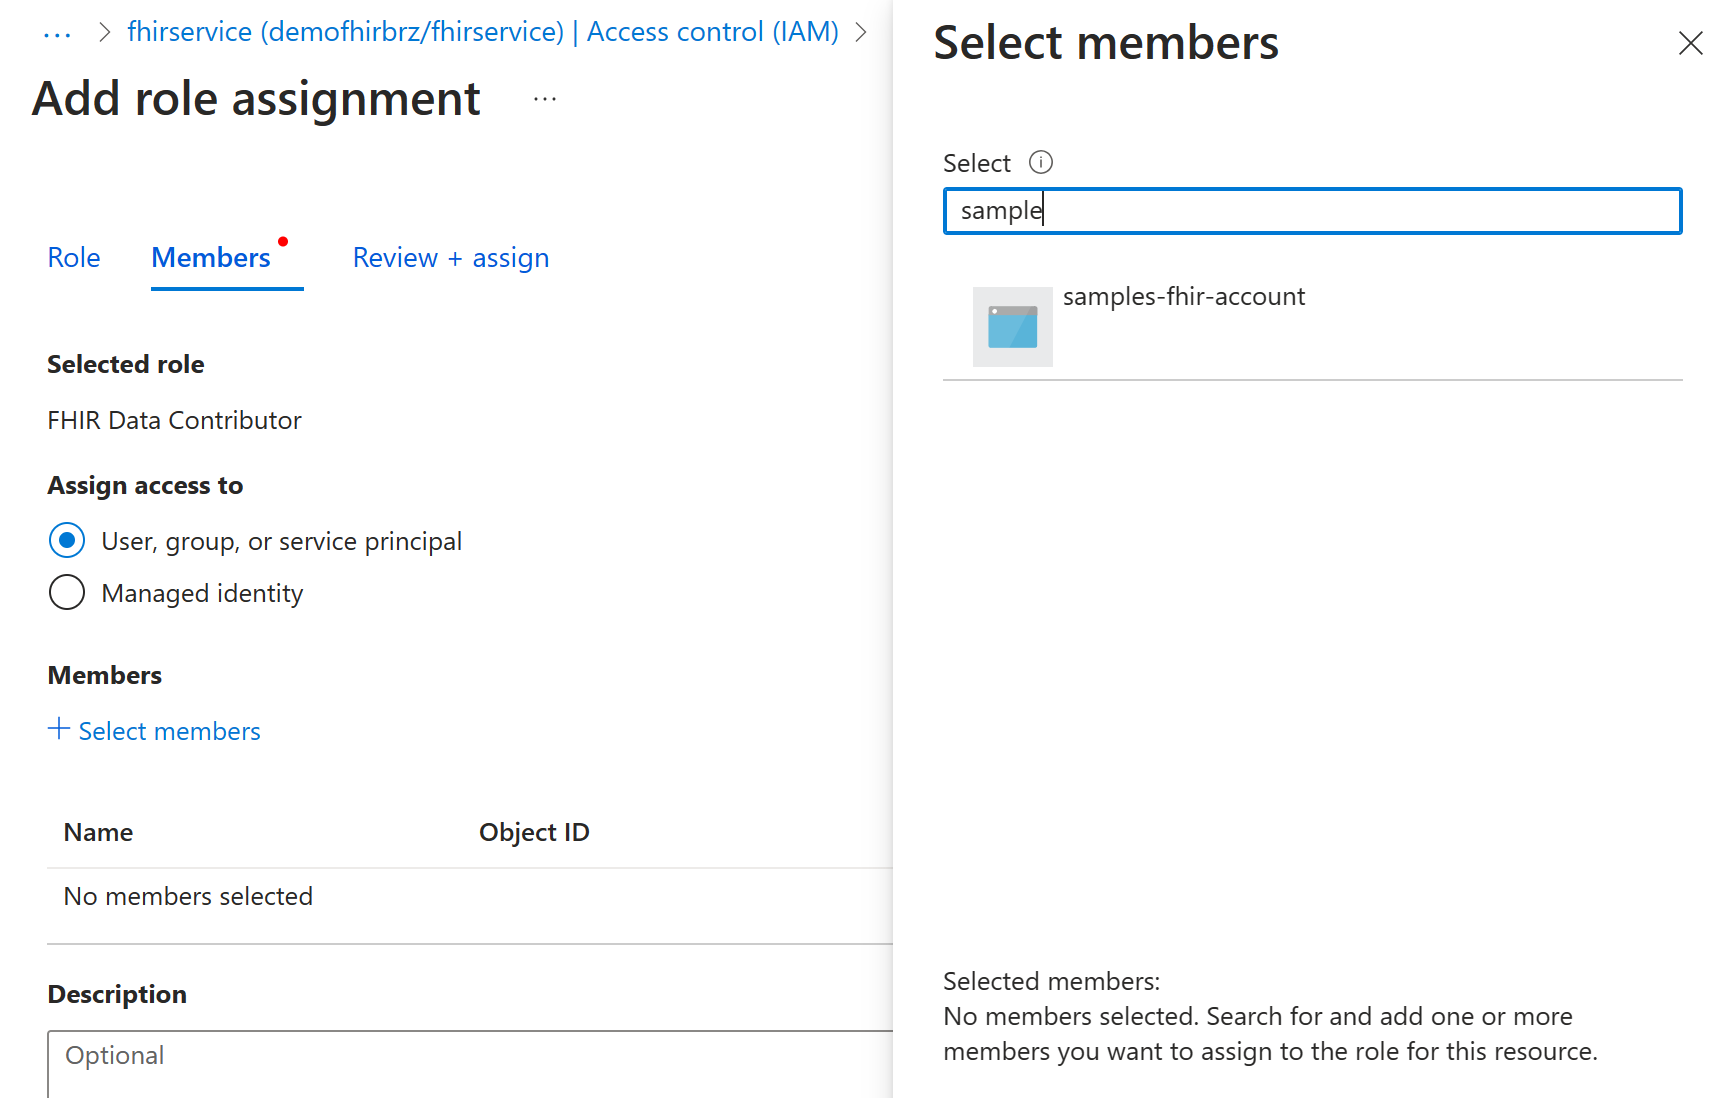 ... > fhirservice (demofhirbrz/fhirservice) | Access control (IAM) >
Add role assignment ...
Role Members Review + assign
Selected role
FHIR Data Contributor
Assign access to
User, group, or service principal
Managed identity
Members
+ Select members
Name Object ID
No members selected
Description
Optional
Select members
Select
sample
samples-fhir-account
Selected members:
No members selected. Search for and add one or more
members you want to assign to the role for this resource.